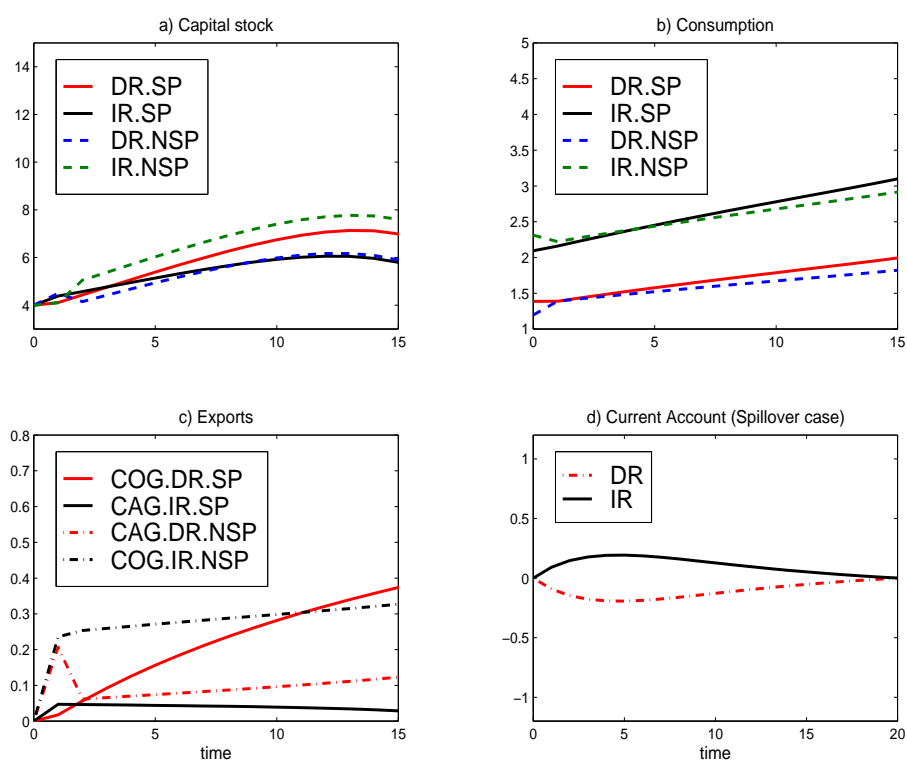 a) Capital stock
14
12
10
8
6
4
0
5
10
15
DR.SP
IR.SP
DR.NSP
IR.NSP
b) Consumption
5
4.5
4
3.5
3
2.5
2
1.5
1
0
5
10
15
DR.SP
IR.SP
DR.NSP
IR.NSP
c) Exports
0.8
0.7
0.6
0.5
0.4
0.3
0.2
0.1
0
0
5
10
15
time
COG.DR.SP
CAG.IR.SP
CAG.DR.NSP
COG.IR.NSP
d) Current Account (Spillover case)
1
0.5
0
−0.5
−1
0
5
10
15
20
time
DR
IR